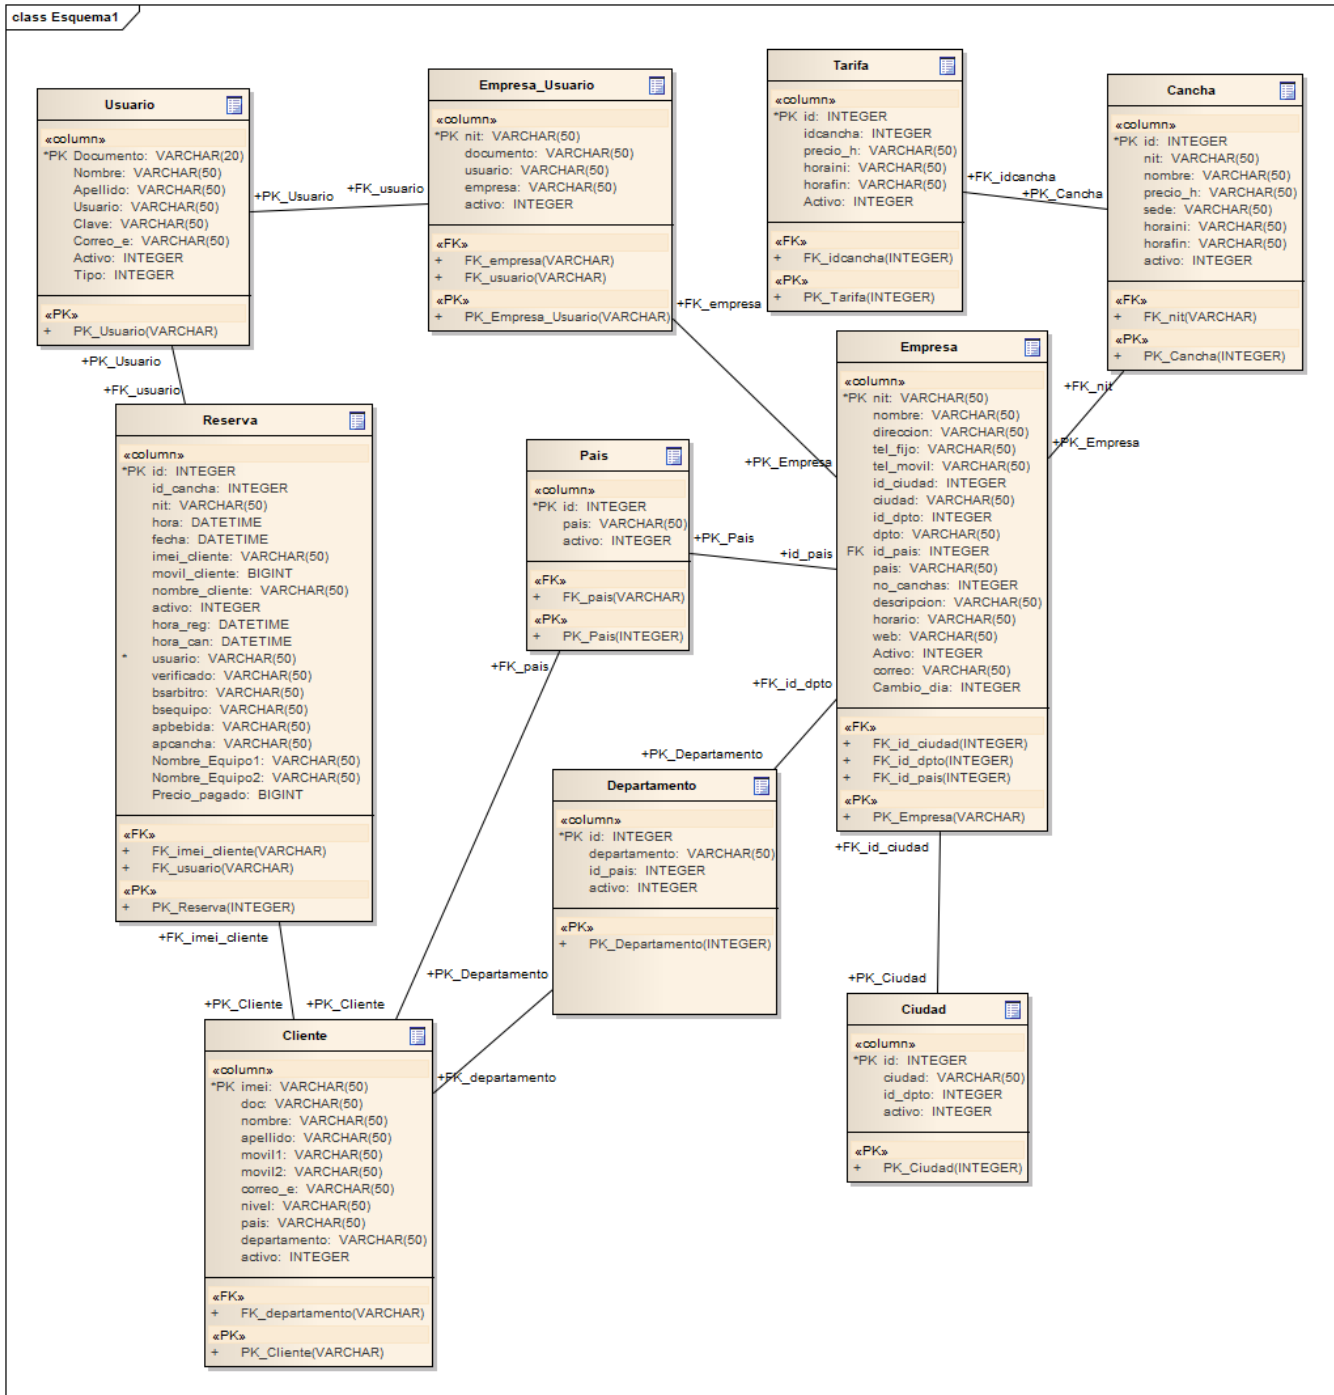 class Esquema1
Usuario
«column»
*PK Documento: VARCHAR(20)
Nombre: VARCHAR(50)
Apellido: VARCHAR(50)
Usuario: VARCHAR(50)
Clave: VARCHAR(50)
Correo_e: VARCHAR(50)
Activo: INTEGER
Tipo: INTEGER
«PK»
+ PK_Usuario(VARCHAR)
+PK_Usuario
+FK_usuario
Empresa_Usuario
«column»
*PK nit: VARCHAR(50)
documento: VARCHAR(50)
usuario: VARCHAR(50)
empresa: VARCHAR(50)
activo: INTEGER
«FK»
+ FK_empresa(VARCHAR)
+ FK_usuario(VARCHAR)
«PK»
+ PK_Empresa_Usuario(VARCHAR)
+FK_empresa
+PK_Empresa
Tarifa
«column»
*PK id: INTEGER
idcancha: INTEGER
precio_h: VARCHAR(50)
horaini: VARCHAR(50)
horafin: VARCHAR(50)
Activo: INTEGER
«FK»
+ FK_idcancha(INTEGER)
«PK»
+ PK_Tarifa(INTEGER)
+FK_idcancha
+PK_Cancha
Cancha
«column»
*PK id: INTEGER
nit: VARCHAR(50)
nombre: VARCHAR(50)
precio_h: VARCHAR(50)
sede: VARCHAR(50)
horaini: VARCHAR(50)
horafin: VARCHAR(50)
activo: INTEGER
«FK»
+ FK_nit(VARCHAR)
«PK»
+ PK_Cancha(INTEGER)
+FK_nit
+PK_Empresa
Empresa
«column»
*PK nit: VARCHAR(50)
nombre: VARCHAR(50)
direccion: VARCHAR(50)
tel_fijo: VARCHAR(50)
tel_movil: VARCHAR(50)
id_ciudad: INTEGER
ciudad: VARCHAR(50)
id_dpto: INTEGER
dpto: VARCHAR(50)
FK id_pais: INTEGER
pais: VARCHAR(50)
no_canchas: INTEGER
descripcion: VARCHAR(50)
horario: VARCHAR(50)
web: VARCHAR(50)
Activo: INTEGER
correo: VARCHAR(50)
Cambio_dia: INTEGER
«FK»
+ FK_id_ciudad(INTEGER)
+ FK_id_dpto(INTEGER)
+ FK_id_pais(INTEGER)
«PK»
+ PK_Empresa(VARCHAR)
+PK_Usuario
+FK_usuario
Reserva
«column»
*PK id: INTEGER
id_cancha: INTEGER
nit: VARCHAR(50)
hora: DATETIME
fecha: DATETIME
imei_cliente: VARCHAR(50)
movil_cliente: BIGINT
nombre_cliente: VARCHAR(50)
activo: INTEGER
hora_reg: DATETIME
hora_can: DATETIME
* usuario: VARCHAR(50)
verificado: VARCHAR(50)
bsarbitro: VARCHAR(50)
bsequipo: VARCHAR(50)
apbebida: VARCHAR(50)
apcancha: VARCHAR(50)
Nombre_Equipo1: VARCHAR(50)
Nombre_Equipo2: VARCHAR(50)
Precio_pagado: BIGINT
«FK»
+ FK_imei_cliente(VARCHAR)
+ FK_usuario(VARCHAR)
«PK»
+ PK_Reserva(INTEGER)
Pais
«column»
*PK id: INTEGER
pais: VARCHAR(50)
activo: INTEGER
«FK»
+ FK_pais(VARCHAR)
«PK»
+ PK_Pais(INTEGER)
+PK_Pais
+id_pais
+FK_pais
+FK_id_dpto
+PK_Departamento
Departamento
«column»
*PK id: INTEGER
departamento: VARCHAR(50)
id_pais: INTEGER
activo: INTEGER
«PK»
+ PK_Departamento(INTEGER)
+FK_id_ciudad
+PK_Ciudad
Ciudad
«column»
*PK id: INTEGER
ciudad: VARCHAR(50)
id_dpto: INTEGER
activo: INTEGER
«PK»
+ PK_Ciudad(INTEGER)
+FK_imei_cliente
+PK_Cliente
+PK_Cliente
+PK_Departamento
+FK_departamento
Cliente
«column»
*PK imei: VARCHAR(50)
doc: VARCHAR(50)
nombre: VARCHAR(50)
apellido: VARCHAR(50)
movil1: VARCHAR(50)
movil2: VARCHAR(50)
correo_e: VARCHAR(50)
nivel: VARCHAR(50)
pais: VARCHAR(50)
departamento: VARCHAR(50)
activo: INTEGER
«FK»
+ FK_departamento(VARCHAR)
«PK»
+ PK_Cliente(VARCHAR)